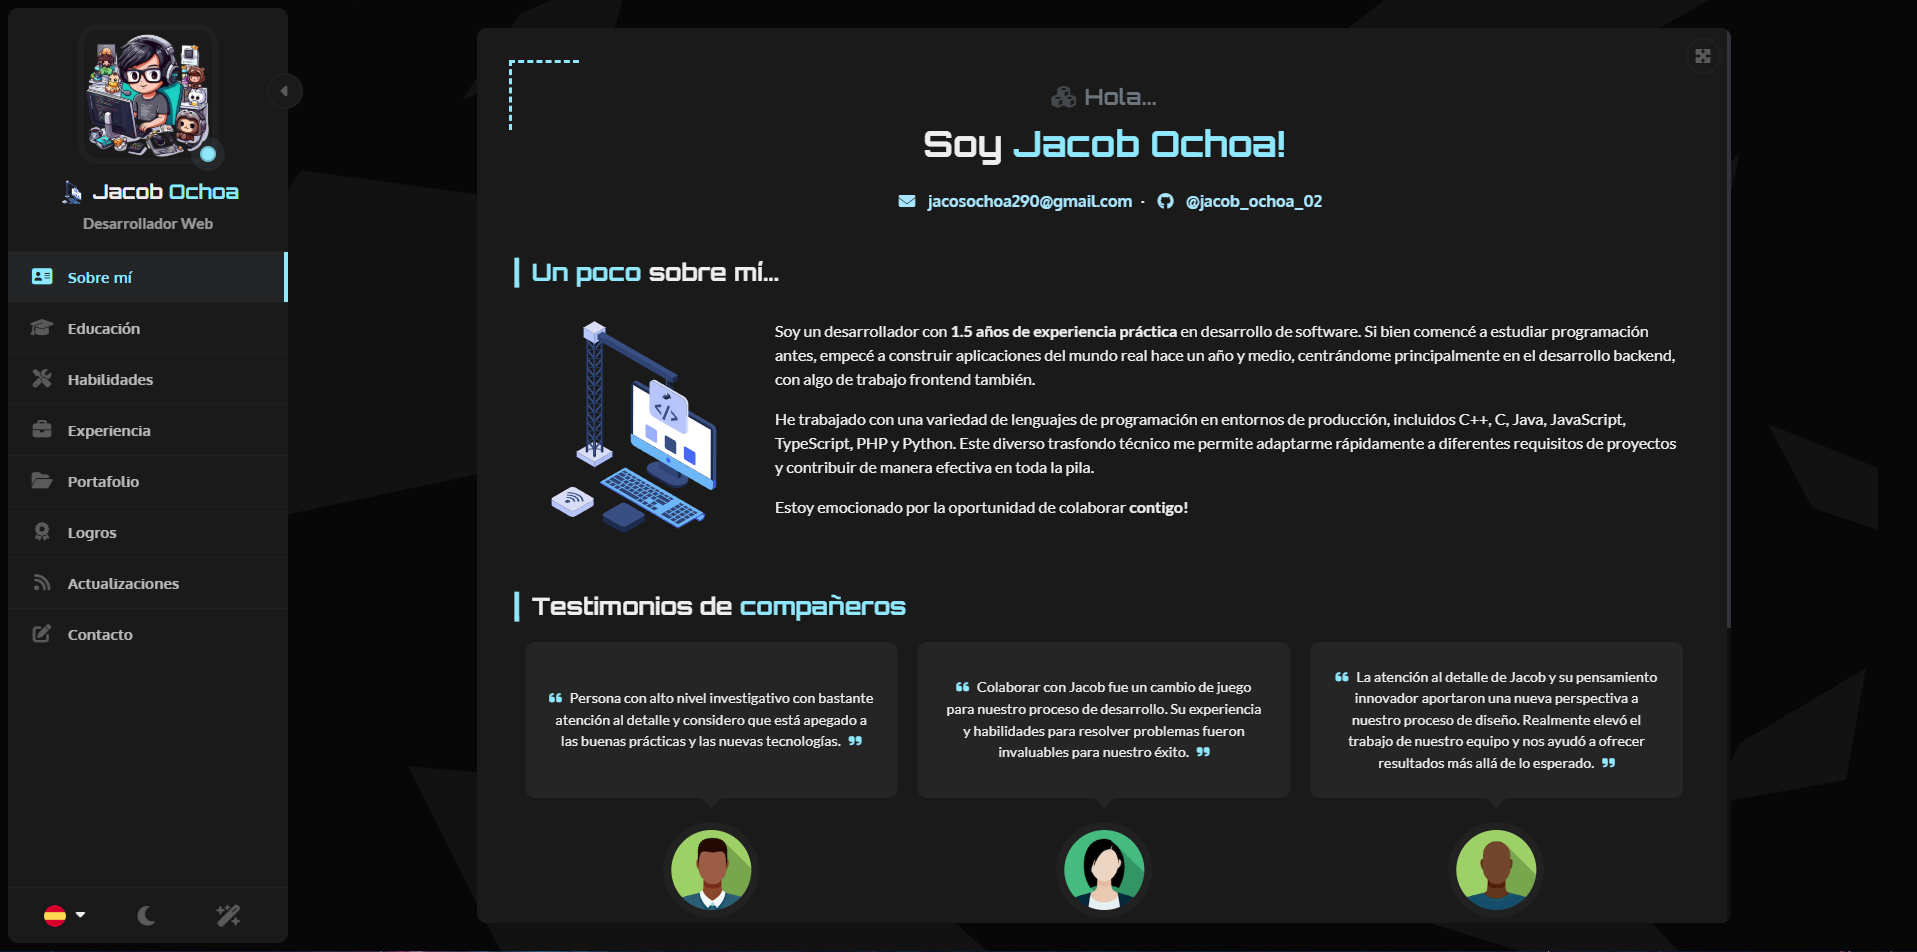 Jacob Ochoa
Desarrollador Web
Sobre mí
Educación
Habilidades
Experiencia
Portafolio
Logros
Actualizaciones
Contacto
Hola...
Soy Jacob Ochoa!
jacosochoa290@gmail.com · @jacob_ochoa_02
Un poco sobre mí...
Soy un desarrollador con 1.5 años de experiencia práctica en desarrollo de software. Si bien comencé a estudiar programación
antes, empecé a construir aplicaciones del mundo real hace un año y medio, centrándome principalmente en el desarrollo backend,
con algo de trabajo frontend también.
He trabajado con una variedad de lenguajes de programación en entornos de producción, incluidos C++, C, Java, JavaScript,
TypeScript, PHP y Python. Este diverso trasfondo técnico me permite adaptarme rápidamente a diferentes requisitos de proyectos
y contribuir de manera efectiva en toda la pila.
Estoy emocionado por la oportunidad de colaborar contigo!
Testimonios de compañeros
❝ Persona con alto nivel investigativo con bastante
atención al detalle y considero que está apegado a
las buenas prácticas y las nuevas tecnologías. ❞
❝ Colaborar con Jacob fue un cambio de juego
para nuestro proceso de desarrollo. Su experiencia
y habilidades para resolver problemas fueron
invaluables para nuestro éxito. ❞
❝ La atención al detalle de Jacob y su pensamiento
innovador aportaron una nueva perspectiva a
nuestro proceso de diseño. Realmente elevó el
trabajo de nuestro equipo y nos ayudó a ofrecer
resultados más allá de lo esperado. ❞